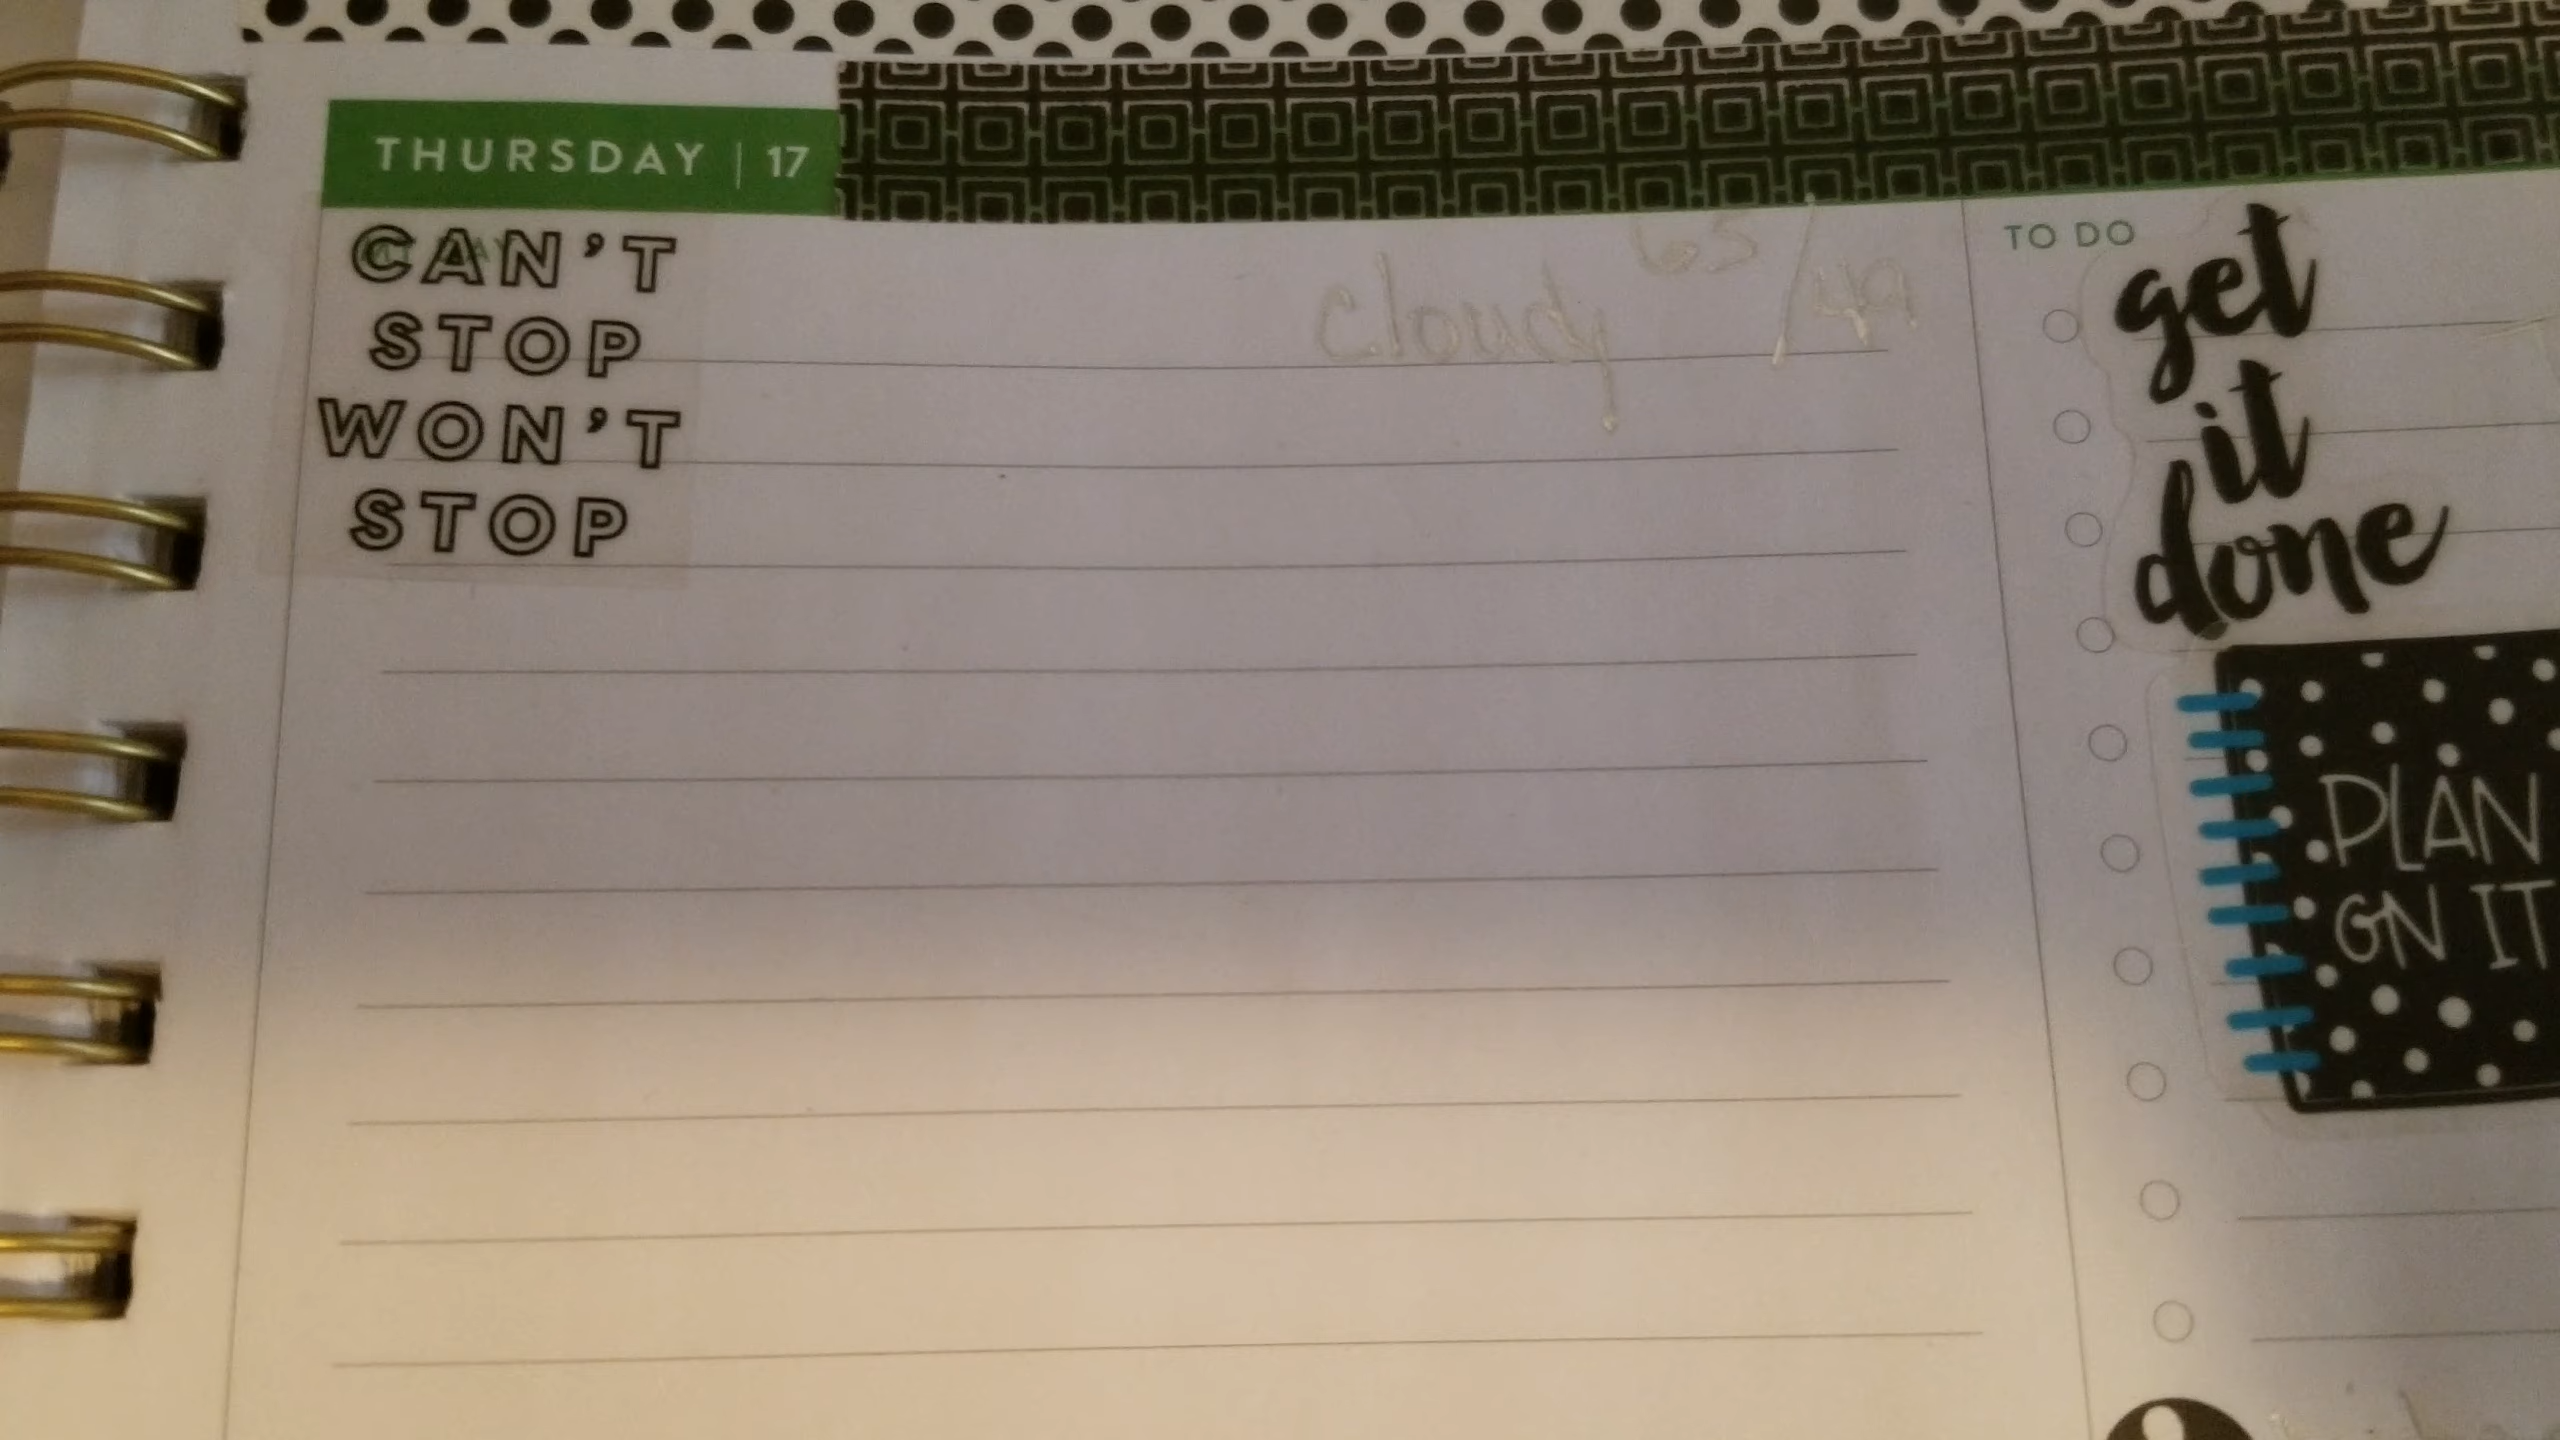 THURSDAY | 17
CAN'T
STOP
WON'T
STOP
Cloudy 65/49
TO DO
get
it
done
PLAN
ON IT